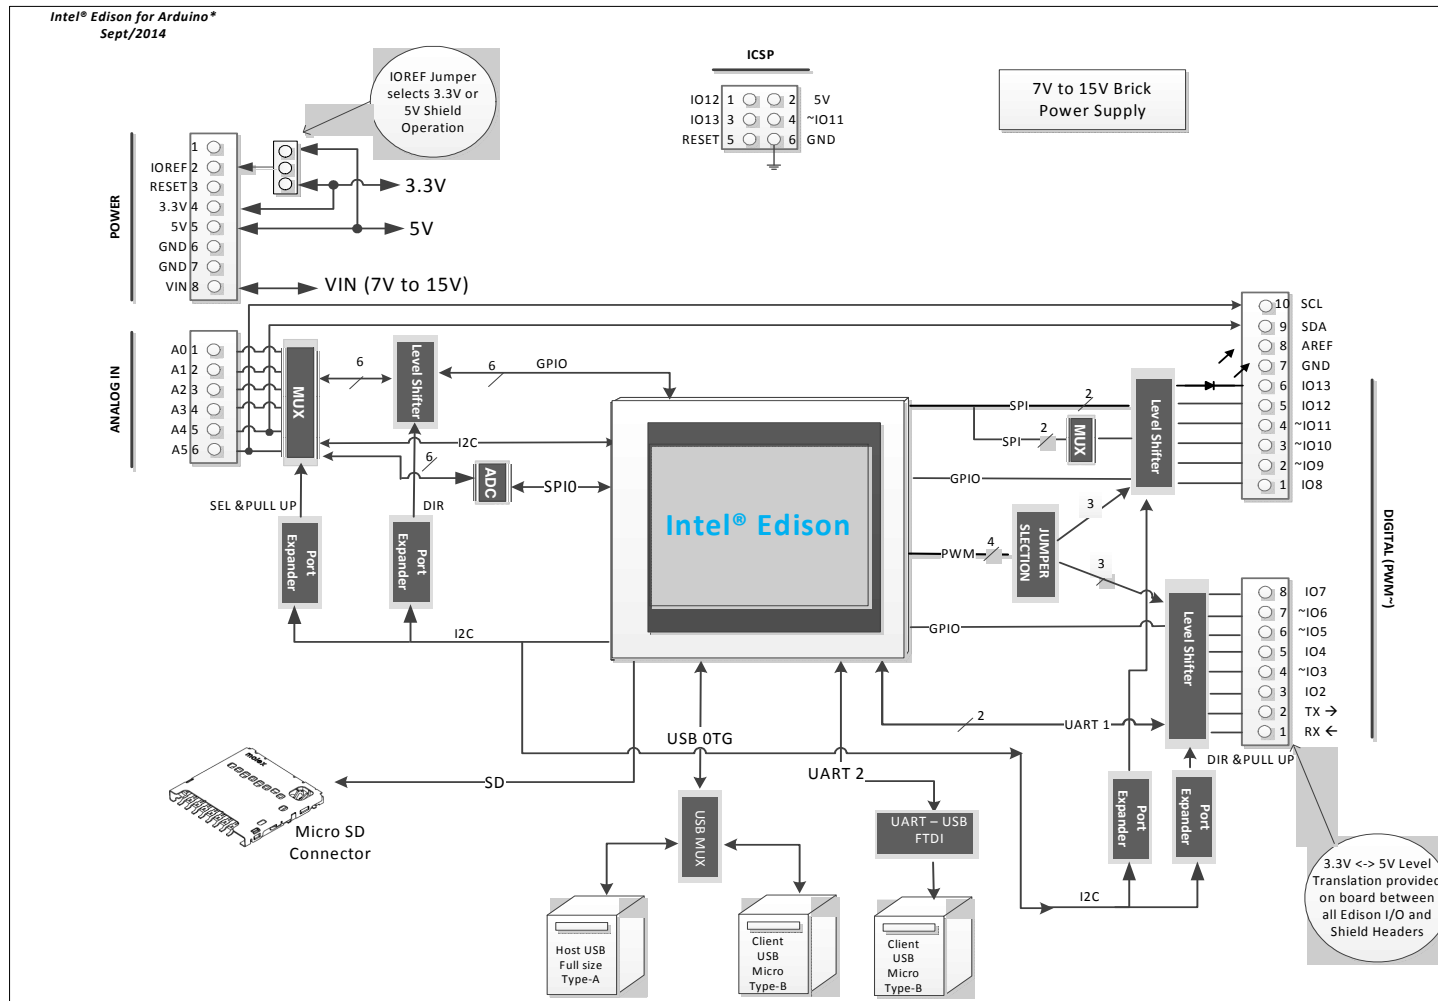 Intel® Edison for Arduino*
Sept/2014
IOREF Jumper
selects 3.3V or
5V Shield
Operation
ICSP
IO12 1 2 5V
IO13 3 4 ~IO11
RESET 5 6 GND
7V to 15V Brick
Power Supply
POWER
1
IOREF 2
RESET 3
3.3V 4
5V 5
GND 6
GND 7
VIN 8
3.3V
5V
VIN (7V to 15V)
ANALOG IN
A0 1
A1 2
A2 3
A3 4
A4 5
A5 6
MUX
6
Level Shifter
6
GPIO
I2C
6
ADC
SPI0
SEL &PULL UP
DIR
Port
Expander
Port
Expander
I2C
Intel® Edison
SPI
2
SPI
2
MUX
Level Shifter
GPIO
PWM
4
JUMPER
SLECTION
3
3
GPIO
Level Shifter
10 SCL
9 SDA
8 AREF
7 GND
6 IO13
5 IO12
4 ~IO11
3 ~IO10
2 ~IO9
1 IO8
DIGITAL (PWM~)
8 IO7
7 ~IO6
6 ~IO5
5 IO4
4 ~IO3
3 IO2
2 TX →
1 RX ←
2
UART 1
DIR &PULL UP
USB OTG
UART 2
SD
molex
Micro SD
Connector
USB MUX
UART – USB
FTDI
Port
Expander
Port
Expander
I2C
Host USB
Full size
Type-A
Client
USB
Micro
Type-B
Client
USB
Micro
Type-B
3.3V <-> 5V Level
Translation provided
on board between
all Edison I/O and
Shield Headers